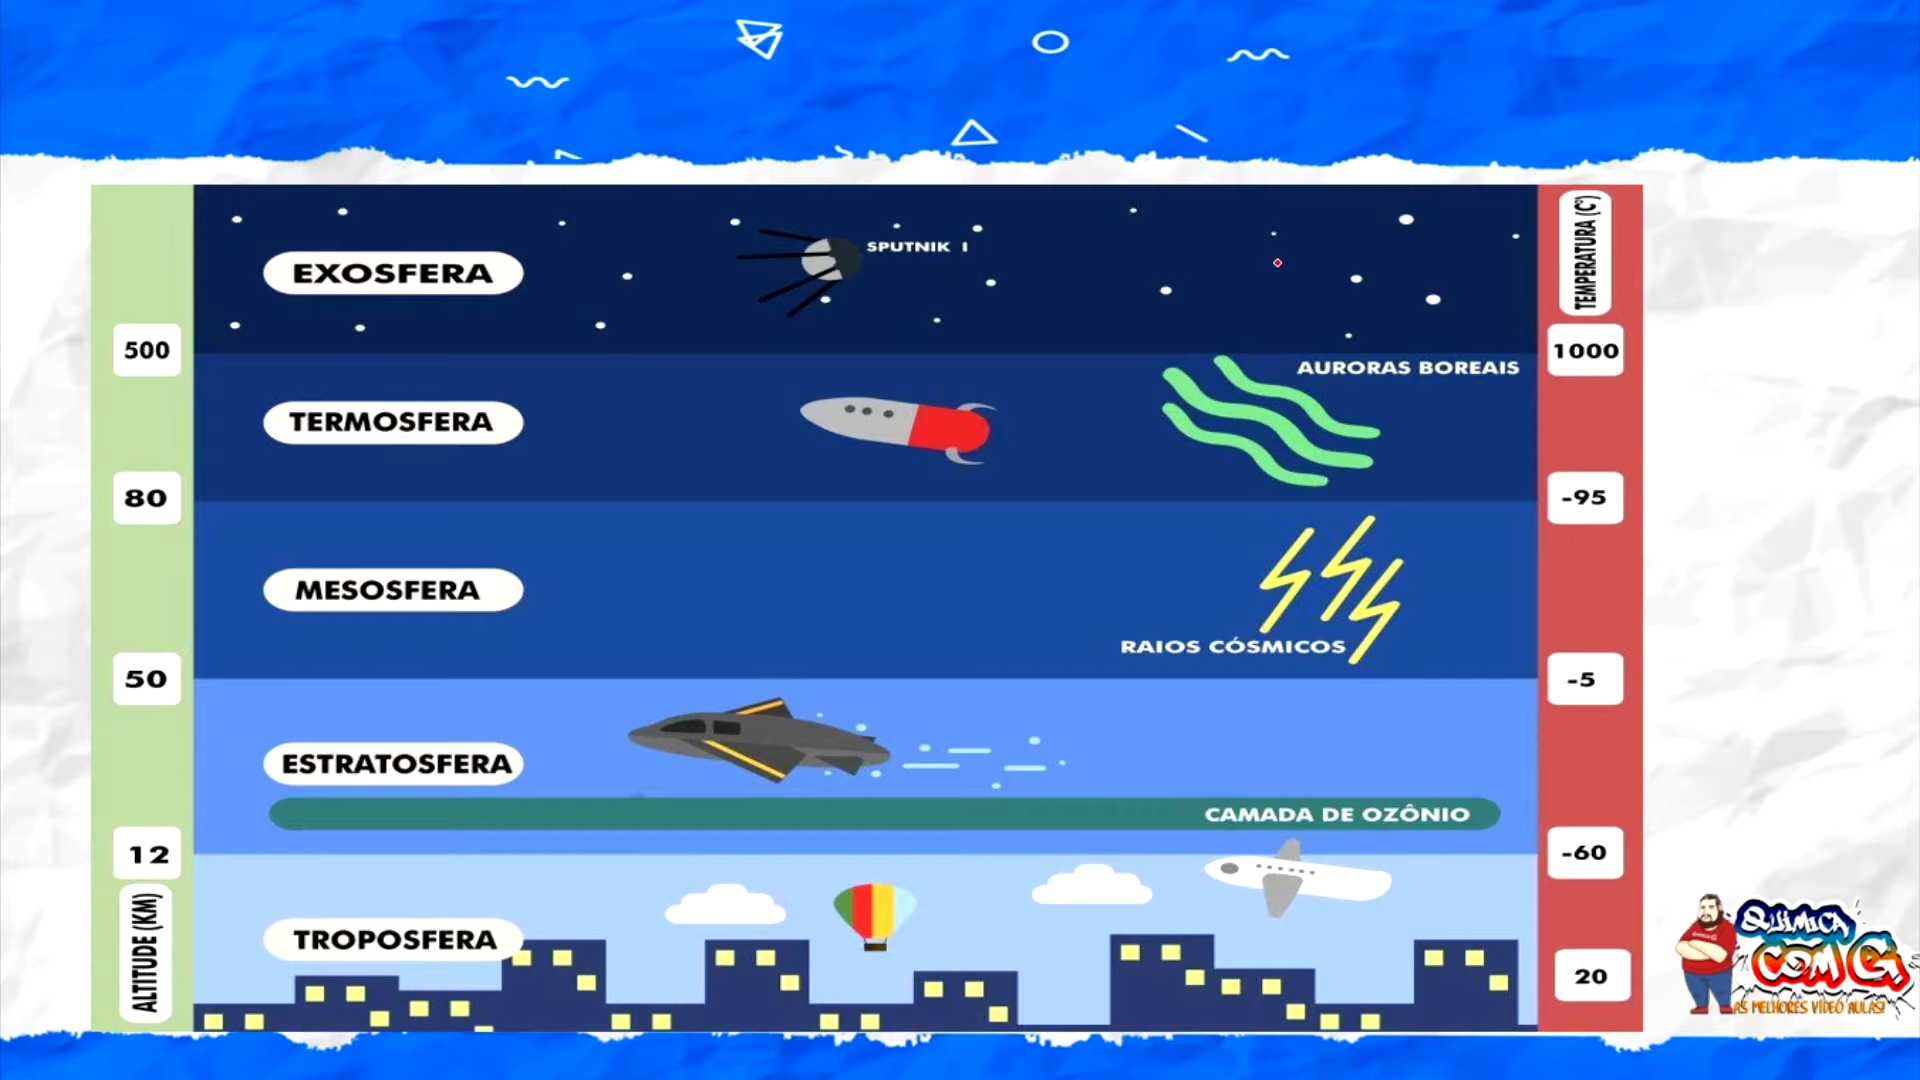 TEMPERATURA (C°)
SPUTNIK I
EXOSFERA
500
1000
AURORAS BOREAIS
TERMOSFERA
80
-95
MESOSFERA
RAIOS CÓSMICOS
50
-5
ESTRATOSFERA
CAMADA DE OZÔNIO
12
-60
ALTITUDE (KM)
TROPOSFERA
20
QUÍMICA
COM G
AS MELHORES VÍDEO AULAS!